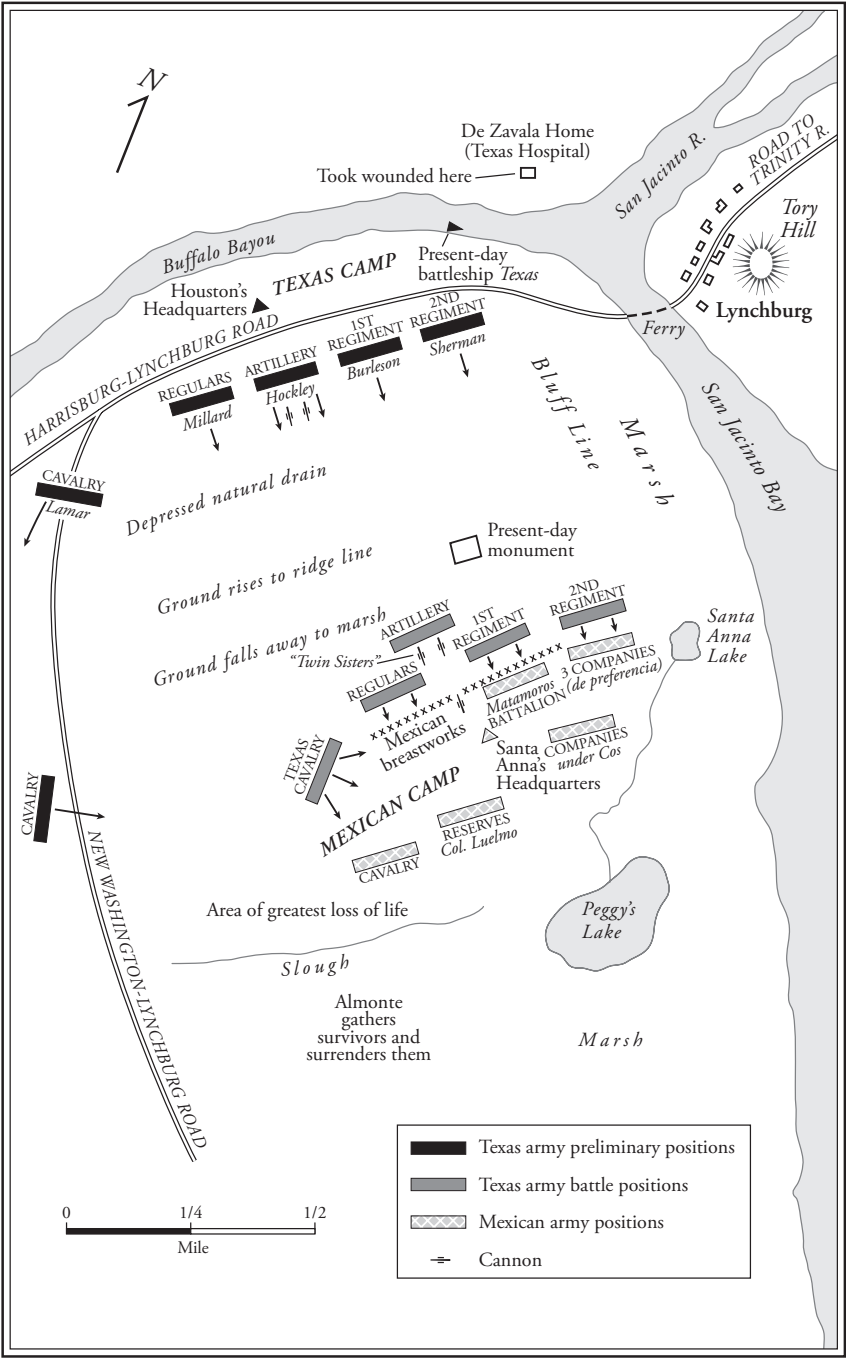 N
De Zavala Home
(Texas Hospital)
Took wounded here
San Jacinto R.
ROAD TO
TRINITY R.
Tory
Hill
Buffalo Bayou
TEXAS CAMP
Present-day
battleship Texas
Houston's
Headquarters
Lynchburg
Ferry
HARRISBURG-LYNCHBURG ROAD
REGULARS
Millard
ARTILLERY
Hockley
1ST
REGIMENT
Burleson
2ND
REGIMENT
Sherman
Bluff Line
Marsh
San Jacinto Bay
CAVALRY
Lamar
Depressed natural drain
Present-day
monument
Ground rises to ridge line
Ground falls away to marsh
ARTILLERY
"Twin Sisters"
1ST
REGIMENT
2ND
REGIMENT
Santa
Anna
Lake
REGULARS
3 COMPANIES
(de preferencia)
Matamoros
BATTALION
Mexican
breastworks
TEXAS
CAVALRY
Santa
Anna's
Headquarters
COMPANIES
under Cos
MEXICAN CAMP
CAVALRY
RESERVES
Col. Luelmo
CAVALRY
NEW WASHINGTON-LYNCHBURG ROAD
Area of greatest loss of life
Peggy's
Lake
Slough
Almonte
gathers
survivors and
surrenders them
Marsh
Texas army preliminary positions
Texas army battle positions
Mexican army positions
Cannon
0 1/4 1/2
Mile